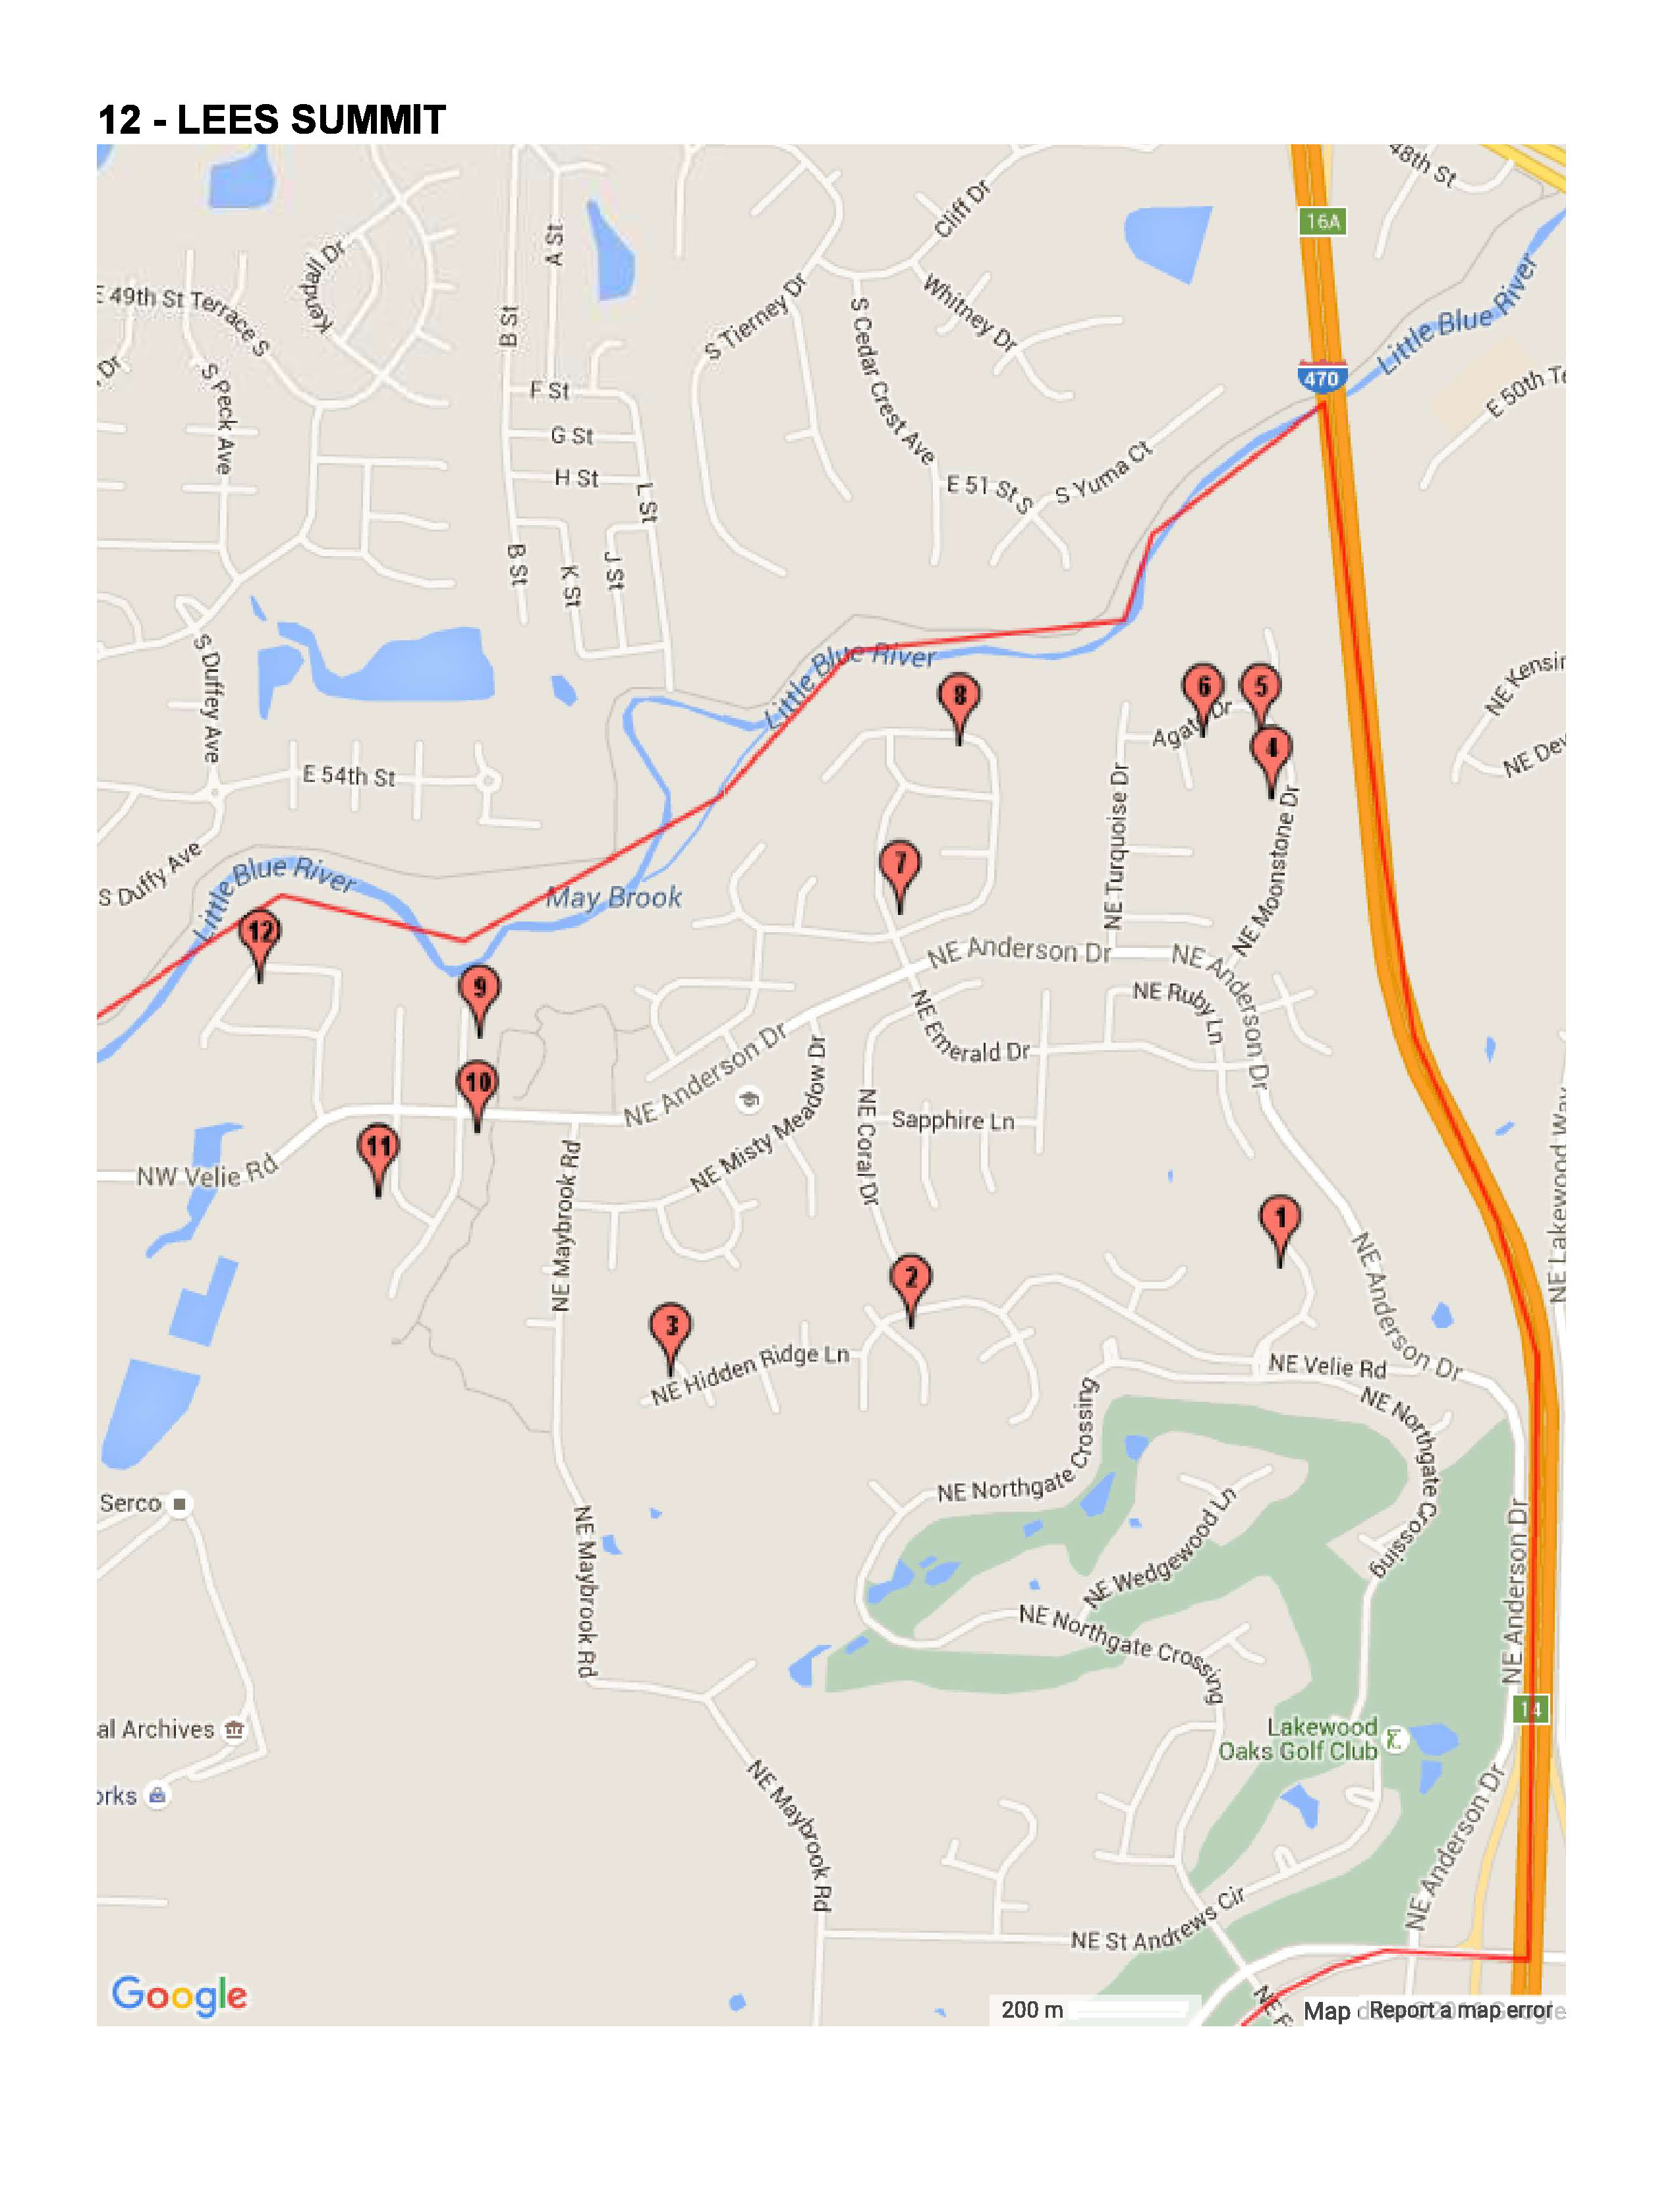 12 - LEES SUMMIT
48th St
16A
Cliff Dr
A St
Kendall Dr
E 49th St Terrace S
Whitney Dr
Little Blue River
S Tierney Dr
B St
S Cedar Crest Ave
Dr
S Peck Ave
470
F St
E 50th Te
G St
H St
L St
E 51 St S
S Yuma Ct
B St
K St
J St
S Duffey Ave
Little Blue River
NE Kensin
8
6
5
Agate Dr
4
NE Dev
E 54th St
NE Turquoise Dr
NE Moonstone Dr
7
S Duffy Ave
Little Blue River
May Brook
12
NE Anderson Dr
NE Anderson Dr
9
NE Ruby Ln
NE Emerald Dr
10
NE Anderson Dr
NE Misty Meadow Dr
NE Coral Dr
Sapphire Ln
11
NW Velie Rd
NE Maybrook Rd
NE Lakewood Way
1
NE Anderson Dr
2
3
NE Hidden Ridge Ln
NE Velie Rd
NE Northgate Crossing
NE Northgate Crossing
Serco
NE Wedgewood Ln
NE Maybrook Rd
NE Northgate Crossing
NE Anderson Dr
14
al Archives
Lakewood
Oaks Golf Club
orks
NE Maybrook Rd
NE Anderson Dr
NE St Andrews Cir
Google
200 m
Map
Report a map error